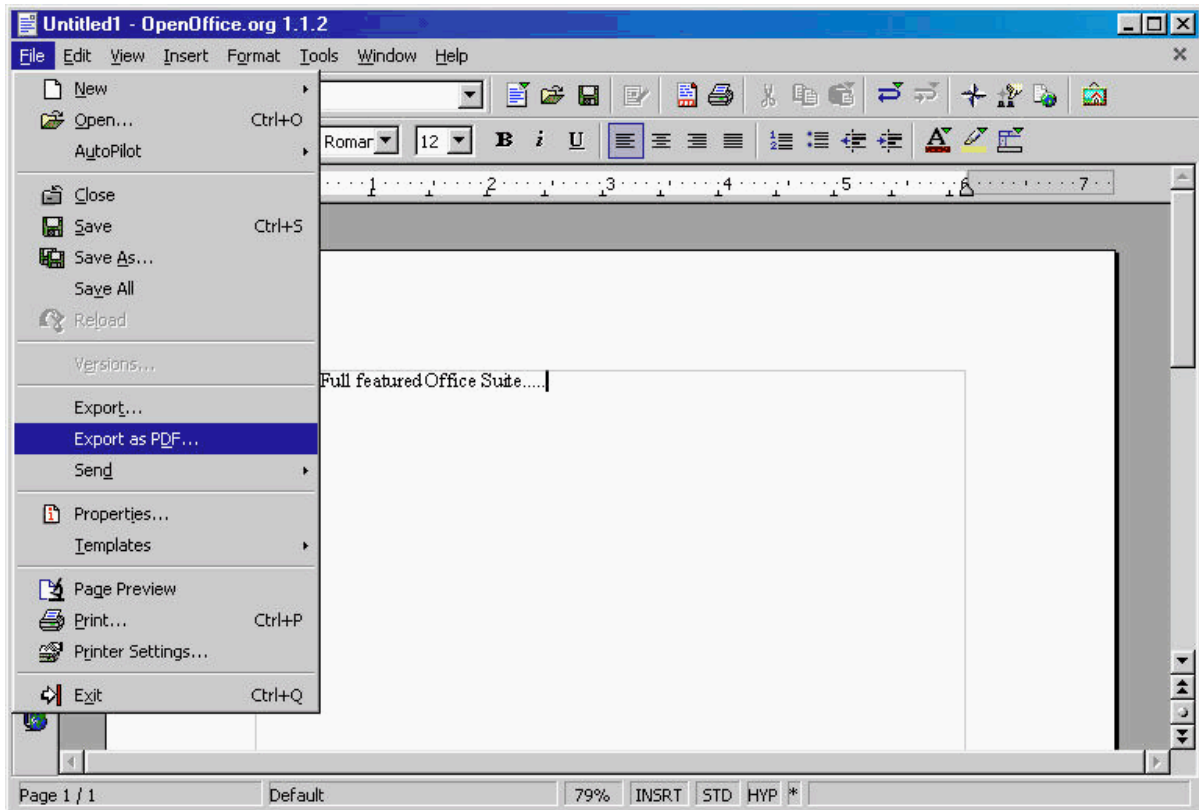 Untitled1 - OpenOffice.org 1.1.2
File Edit View Insert Format Tools Window Help
New
Open... Ctrl+O
AutoPilot
Romar 12 B i U A
1 2 3 4 5 6 7
Close
Save Ctrl+S
Save As...
Save All
Reload
Versions...
Full featured Office Suite.....
Export...
Export as PDF...
Send
Properties...
Templates
Page Preview
Print... Ctrl+P
Printer Settings...
Exit Ctrl+Q
Page 1 / 1 Default 79% INSRT STD HYP *